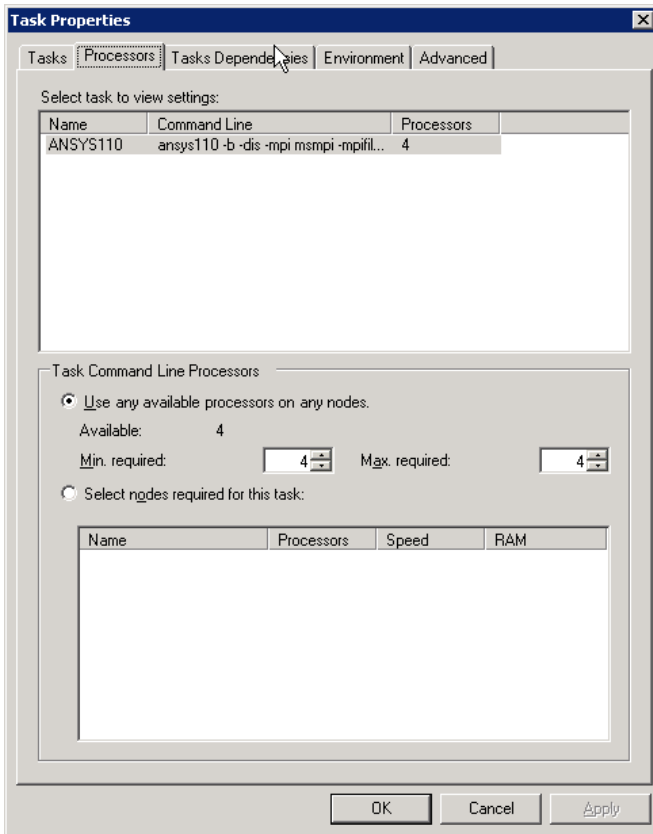 Task Properties
Tasks Processors Tasks Dependencies Environment Advanced
Select task to view settings:
Name Command Line Processors
ANSYS110 ansys110 -b -dis -mpi msmpi -mpifil... 4
Task Command Line Processors
Use any available processors on any nodes.
Available: 4
Min. required: 4 Max. required: 4
Select nodes required for this task:
Name Processors Speed RAM
OK Cancel Apply